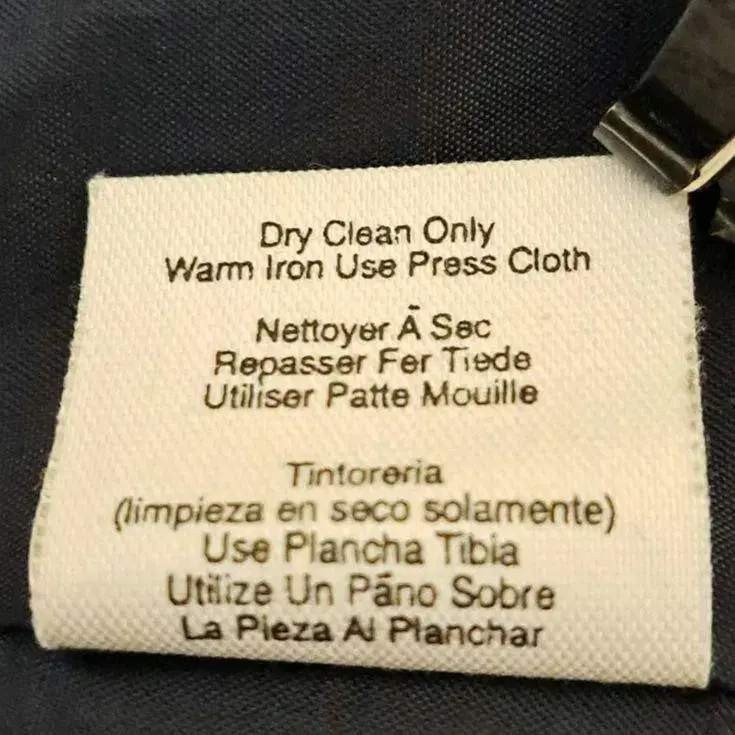 Dry Clean Only
Warm Iron Use Press Cloth
Nettoyer Ā Sec
Repasser Fer Tiede
Utiliser Patte Mouille
Tintoreria
(limpieza en seco solamente)
Use Plancha Tibia
Utilize Un Páno Sobre
La Pieza Al Planchar